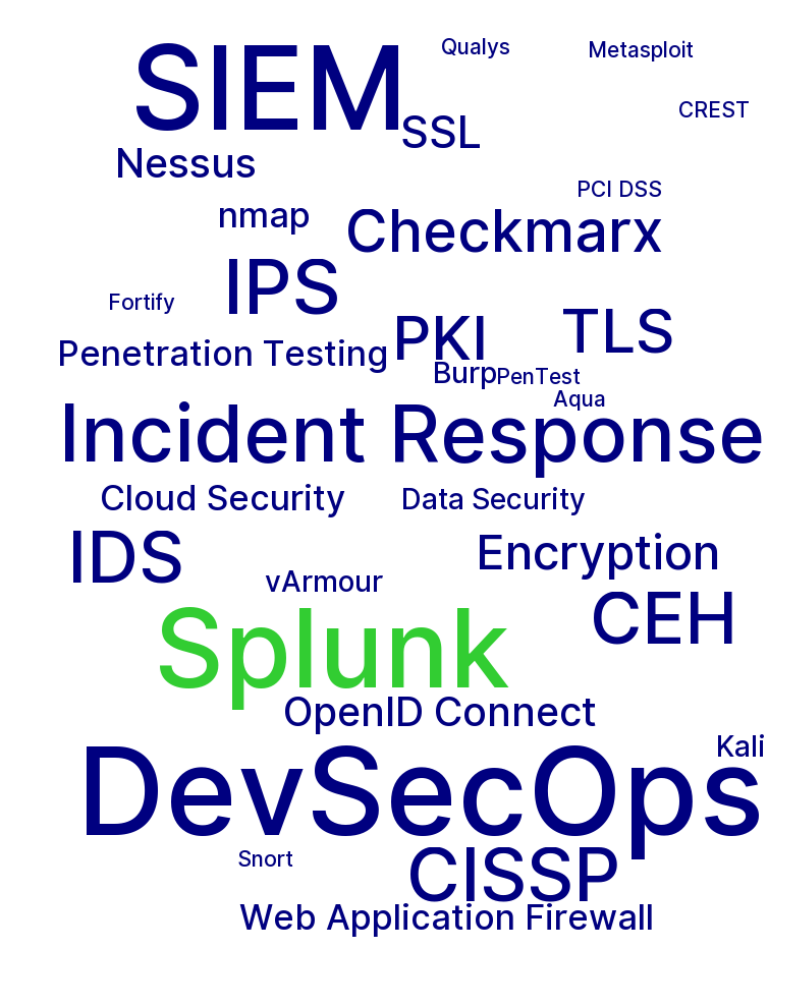 SIEM
Qualys
Metasploit
CREST
SSL
Nessus
PCI DSS
nmap
Checkmarx
IPS
Fortify
PKI
TLS
Penetration Testing
Burp
PenTest
Aqua
Incident Response
Cloud Security
Data Security
IDS
Encryption
vArmour
CEH
Splunk
OpenID Connect
Kali
DevSecOps
Snort
CISSP
Web Application Firewall